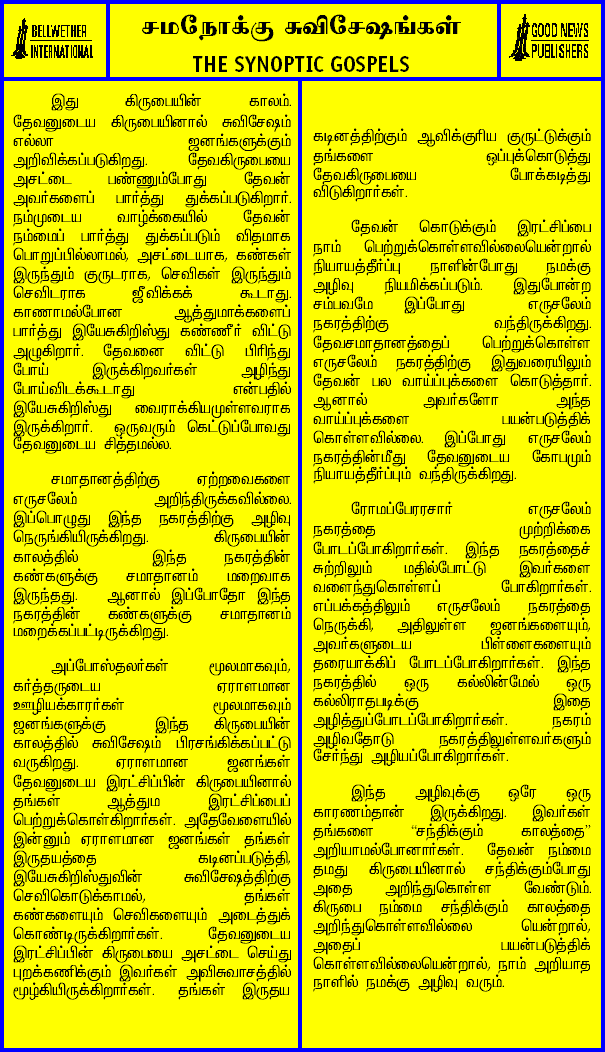 BELLWETHER
INTERNATIONAL
சமநோக்கு சுவிசேஷங்கள்
THE SYNOPTIC GOSPELS
GOOD NEWS
PUBLISHERS
இது கிருபையின் காலம்.
தேவனுடைய கிருபையினால் சுவிசேஷம்
எல்லா ஜனங்களுக்கும்
அறிவிக்கப்படுகிறது. தேவகிருபையை
அசட்டை பண்ணும்போது தேவன்
அவர்களைப் பார்த்து துக்கப்படுகிறார்.
நம்முடைய வாழ்க்கையில் தேவன்
நம்மைப் பார்த்து துக்கப்படும் விதமாக
பொறுப்பில்லாமல், அசட்டையாக, கண்கள்
இருந்தும் குருடராக, செவிகள் இருந்தும்
செவிடராக ஜீவிக்கக் கூடாது.
காணாமல்போன ஆத்துமாக்களைப்
பார்த்து இயேசுகிறிஸ்து கண்ணீர் விட்டு
அழுகிறார். தேவனை விட்டு பிரிந்து
போய் இருக்கிறவர்கள் அழிந்து
போய்விடக்கூடாது என்பதில்
இயேசுகிறிஸ்து வைராக்கியமுள்ளவராக
இருக்கிறார். ஒருவரும் கெட்டுப்போவது
தேவனுடைய சித்தமல்ல.
சமாதானத்திற்கு ஏற்றவைகளை
எருசலேம் அறிந்திருக்கவில்லை.
இப்பொழுது இந்த நகரத்திற்கு அழிவு
நெருங்கியிருக்கிறது. கிருபையின்
காலத்தில் இந்த நகரத்தின்
கண்களுக்கு சமாதானம் மறைவாக
இருந்தது. ஆனால் இப்போதோ இந்த
நகரத்தின் கண்களுக்கு சமாதானம்
மறைக்கப்பட்டிருக்கிறது.
அப்போஸ்தலர்கள் மூலமாகவும்,
கர்த்தருடைய ஏராளமான
ஊழியக்காரர்கள் மூலமாகவும்
ஜனங்களுக்கு இந்த கிருபையின்
காலத்தில் சுவிசேஷம் பிரசங்கிக்கப்பட்டு
வருகிறது. ஏராளமான ஜனங்கள்
தேவனுடைய இரட்சிப்பின் கிருபையினால்
தங்கள் ஆத்தும இரட்சிப்பைப்
பெற்றுக்கொள்கிறார்கள். அதேவேளையில்
இன்னும் ஏராளமான ஜனங்கள் தங்கள்
இருதயத்தை கடினப்படுத்தி,
இயேசுகிறிஸ்துவின் சுவிசேஷத்திற்கு
செவிகொடுக்காமல், தங்கள்
கண்களையும் செவிகளையும் அடைத்துக்
கொண்டிருக்கிறார்கள். தேவனுடைய
இரட்சிப்பின் கிருபையை அசட்டை செய்து
புறக்கணிக்கும் இவர்கள் அவிசுவாசத்தில்
மூழ்கியிருக்கிறார்கள். தங்கள் இருதய
கடினத்திற்கும் ஆவிக்குரிய குருட்டுக்கும்
தங்களை ஒப்புக்கொடுத்து
தேவகிருபையை போக்கடித்து
விடுகிறார்கள்.
தேவன் கொடுக்கும் இரட்சிப்பை
நாம் பெற்றுக்கொள்ளவில்லையென்றால்
நியாயத்தீர்ப்பு நாளின்போது நமக்கு
அழிவு நியமிக்கப்படும். இதுபோன்ற
சம்பவமே இப்போது எருசலேம்
நகரத்திற்கு வந்திருக்கிறது.
தேவசமாதானத்தைப் பெற்றுக்கொள்ள
எருசலேம் நகரத்திற்கு இதுவரையிலும்
தேவன் பல வாய்ப்புக்களை கொடுத்தார்.
ஆனால் அவர்களோ அந்த
வாய்ப்புக்களை பயன்படுத்திக்
கொள்ளவில்லை. இப்போது எருசலேம்
நகரத்தின்மீது தேவனுடைய கோபமும்
நியாயத்தீர்ப்பும் வந்திருக்கிறது.
ரோமப்பேரரசார் எருசலேம்
நகரத்தை முற்றிக்கை
போடப்போகிறார்கள். இந்த நகரத்தைச்
சுற்றிலும் மதில்போட்டு இவர்களை
வளைந்துகொள்ளப் போகிறார்கள்.
எப்பக்கத்திலும் எருசலேம் நகரத்தை
நெருக்கி, அதிலுள்ள ஜனங்களையும்,
அவர்களுடைய பிள்ளைகளையும்
தரையாக்கிப் போடப்போகிறார்கள். இந்த
நகரத்தில் ஒரு கல்லின்மேல் ஒரு
கல்லிராதபடிக்கு இதை
அழித்துப்போடப்போகிறார்கள். நகரம்
அழிவதோடு நகரத்திலுள்ளவர்களும்
சேர்ந்து அழியப்போகிறார்கள்.
இந்த அழிவுக்கு ஒரே ஒரு
காரணம்தான் இருக்கிறது. இவர்கள்
தங்களை “சந்திக்கும் காலத்தை”
அறியாமல்போனார்கள். தேவன் நம்மை
தமது கிருபையினால் சந்திக்கும்போது
அதை அறிந்துகொள்ள வேண்டும்.
கிருபை நம்மை சந்திக்கும் காலத்தை
அறிந்துகொள்ளவில்லை யென்றால்,
அதைப் பயன்படுத்திக்
கொள்ளவில்லையென்றால், நாம் அறியாத
நாளில் நமக்கு அழிவு வரும்.